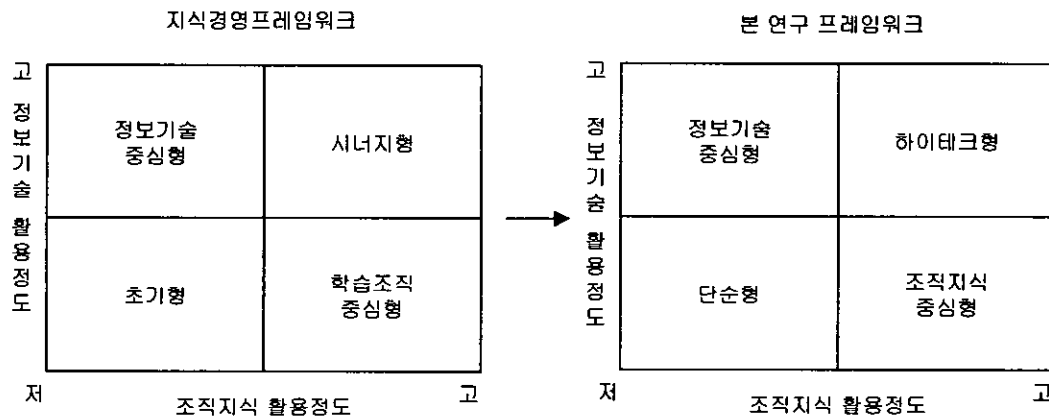 지식경영프레임워크
고 정보기술 활용정도
정보기술
중심형
시너지형
초기형
학습조직
중심형
저
조직지식 활용정도
고
본 연구 프레임워크
고 정보기술 활용정도
정보기술
중심형
하이테크형
단순형
조직지식
중심형
저
조직지식 활용정도
고